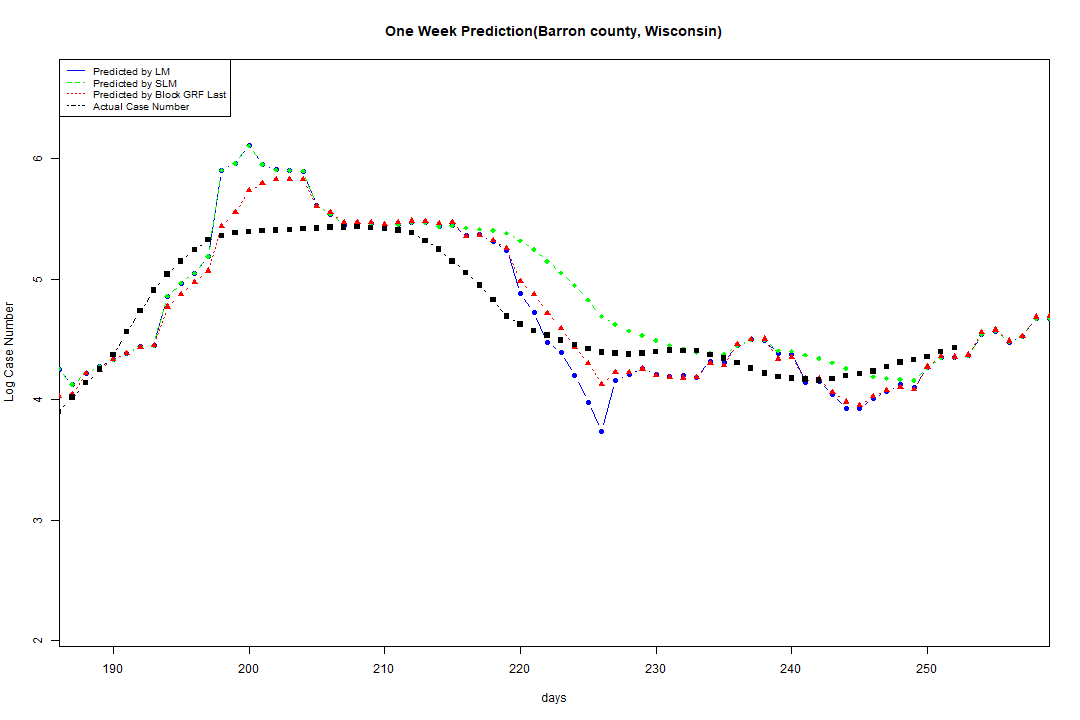 One Week Prediction(Barron county, Wisconsin)
Predicted by LM
Predicted by SLM
Predicted by Block GRF Last
Actual Case Number
6
5
4
3
2
Log Case Number
190 200 210 220 230 240 250
days